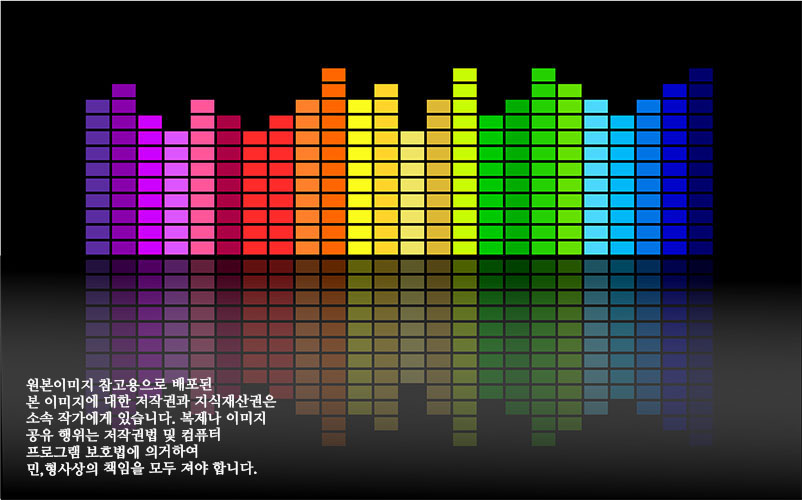 원본이미지 참고용으로 배포된
본 이미지에 대한 저작권과 지식재산권은
소속 작가에게 있습니다. 복제나 이미지
공유 행위는 저작권법 및 컴퓨터
프로그램 보호법에 의거하여
민,형사상의 책임을 모두 져야 합니다.